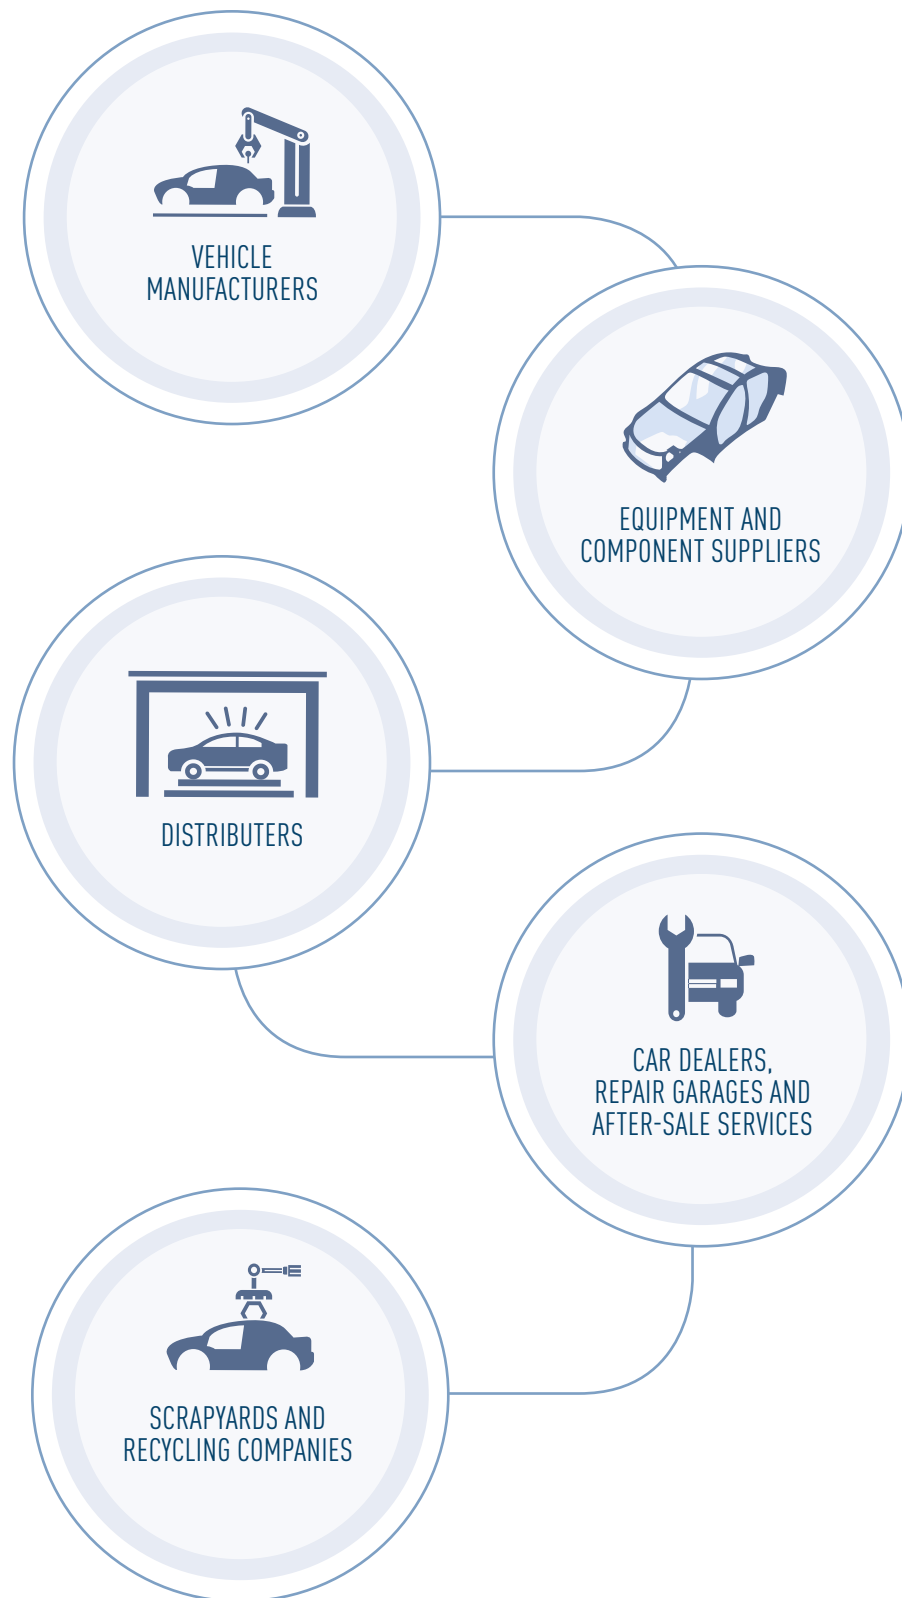 VEHICLE
MANUFACTURERS
EQUIPMENT AND
COMPONENT SUPPLIERS
DISTRIBUTERS
CAR DEALERS,
REPAIR GARAGES AND
AFTER-SALE SERVICES
SCRAPYARDS AND
RECYCLING COMPANIES